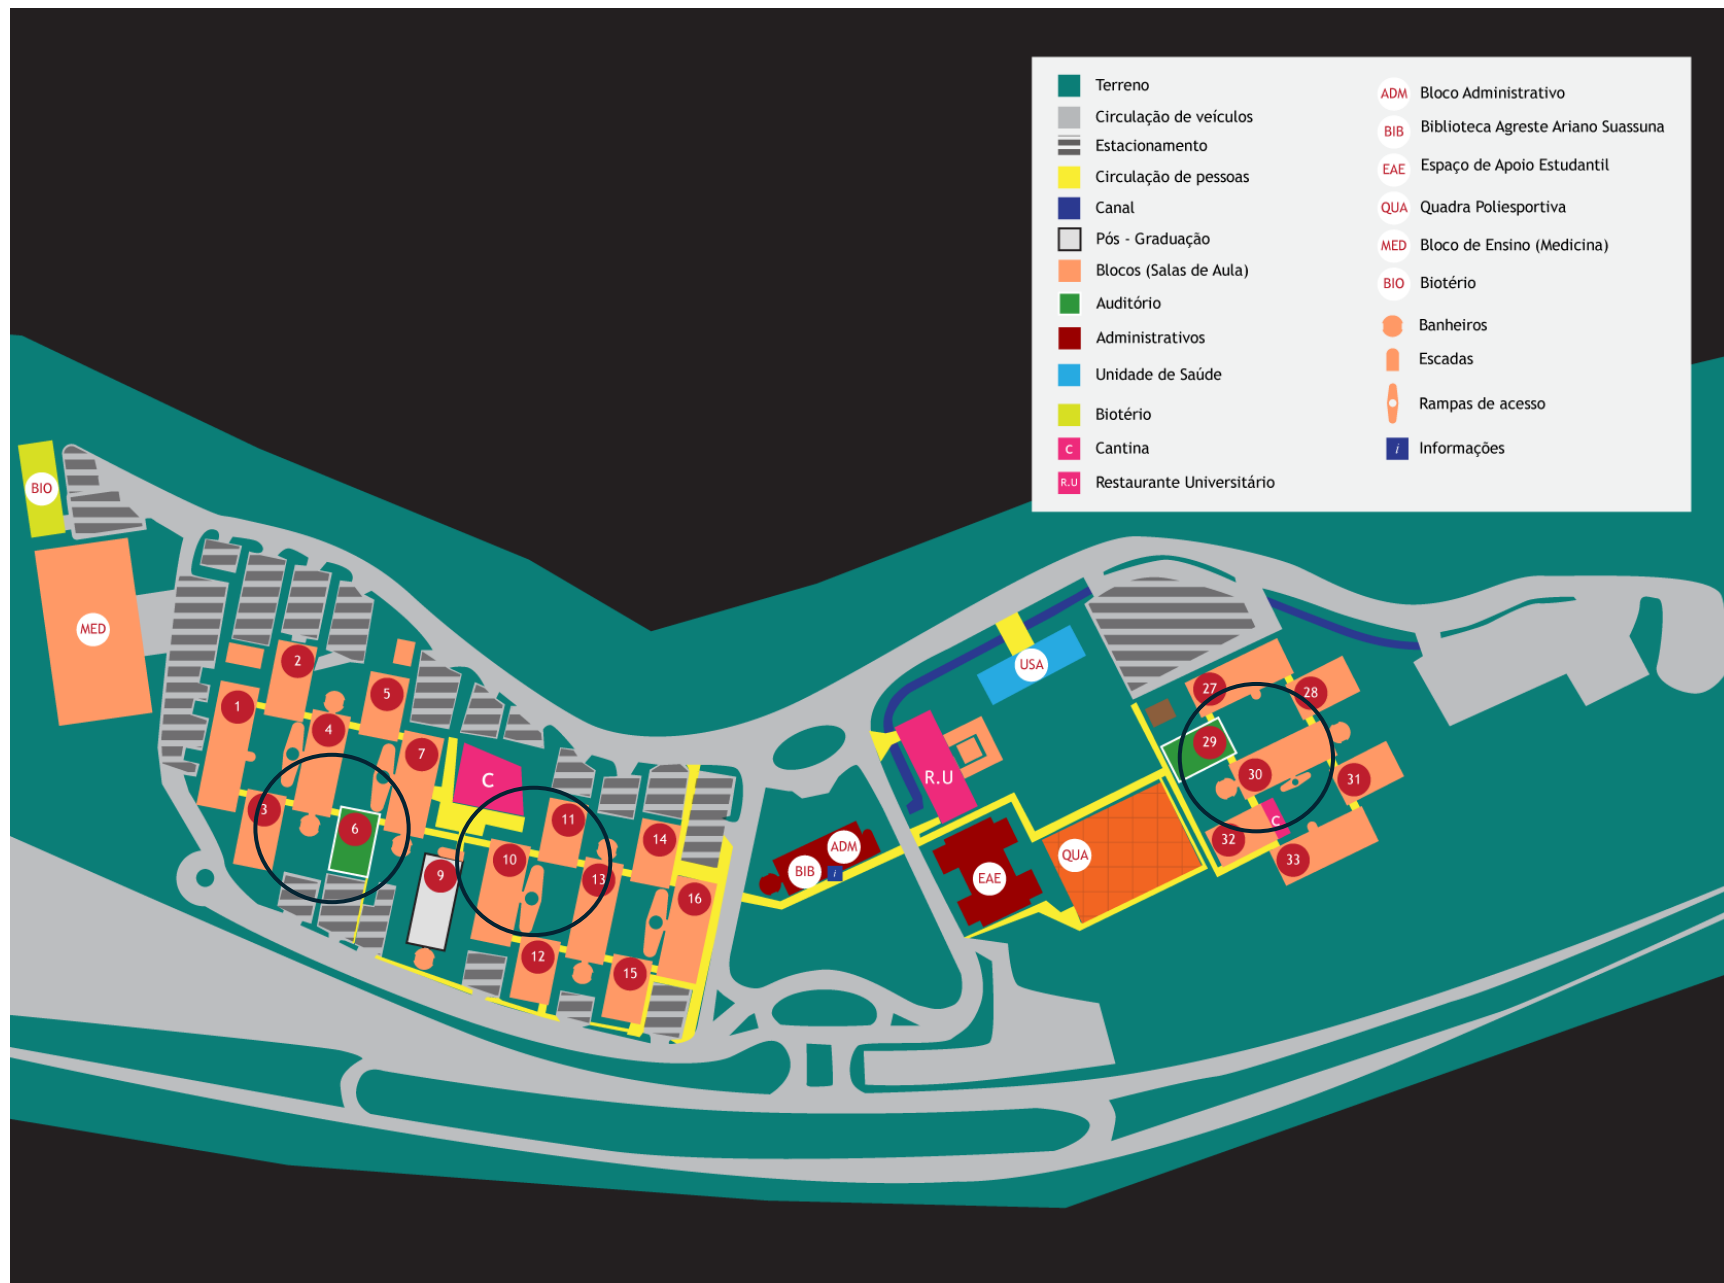 Terreno
Circulação de veículos
Estacionamento
Circulação de pessoas
Canal
Pós - Graduação
Blocos (Salas de Aula)
Auditório
Administrativos
Unidade de Saúde
Biotério
C Cantina
R.U Restaurante Universitário
ADM Bloco Administrativo
BIB Biblioteca Agreste Ariano Suassuna
EAE Espaço de Apoio Estudantil
QUA Quadra Poliesportiva
MED Bloco de Ensino (Medicina)
BIO Biotério
Banheiros
Escadas
Rampas de acesso
i Informações
BIO
MED
1
2
3
4
5
6
7
C
9
10
11
12
13
14
15
16
BIB
ADM
i
R.U
USA
EAE
QUA
27
28
29
30
31
32
C
33